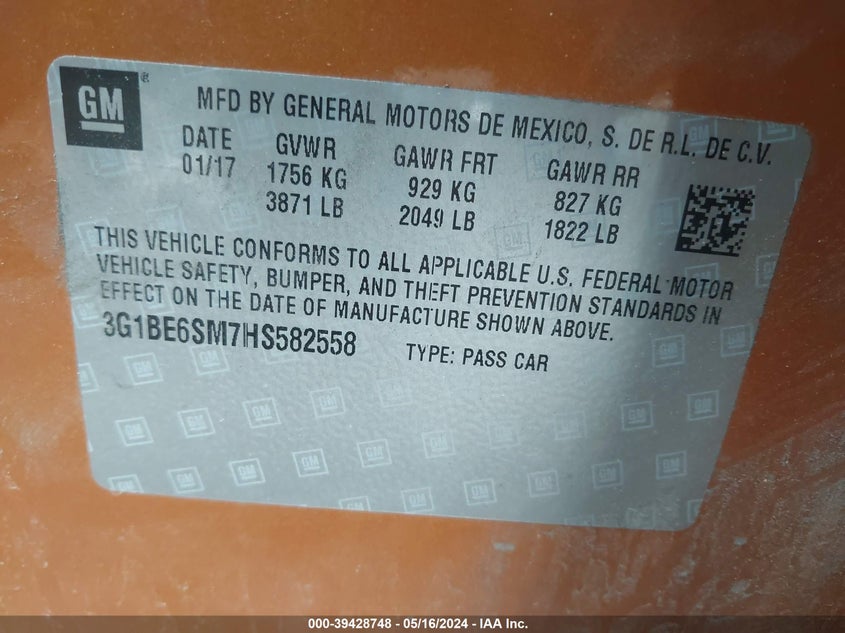 GM ®
MFD BY GENERAL MOTORS DE MEXICO, S. DE R.L. DE C.V.
DATE GVWR GAWR FRT GAWR RR
01/17 1756 KG 929 KG 827 KG
3871 LB 2049 LB 1822 LB
THIS VEHICLE CONFORMS TO ALL APPLICABLE U.S. FEDERAL MOTOR
VEHICLE SAFETY, BUMPER, AND THEFT PREVENTION STANDARDS IN
EFFECT ON THE DATE OF MANUFACTURE SHOWN ABOVE.
3G1BE6SM7HS582558 TYPE: PASS CAR
000-39428748 - 05/16/2024 - IAA Inc.